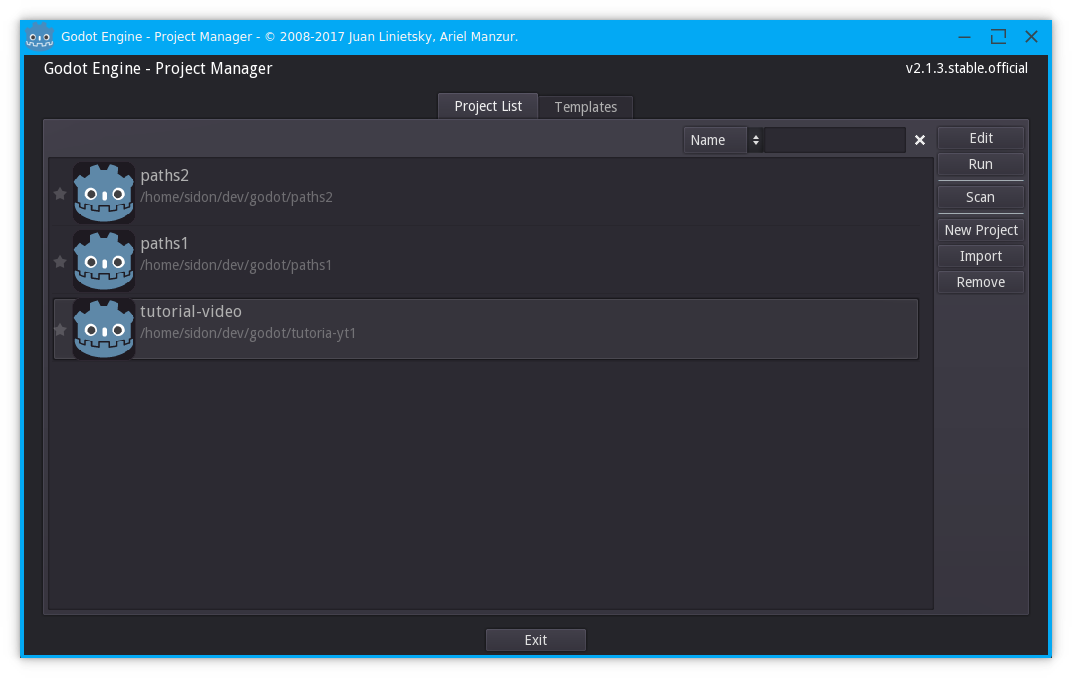 Godot Engine - Project Manager - © 2008-2017 Juan Linietsky, Ariel Manzur.
Godot Engine - Project Manager
v2.1.3.stable.official
Project List
Templates
Name
Edit
Run
Scan
New Project
Import
Remove
paths2
/home/sidon/dev/godot/paths2
paths1
/home/sidon/dev/godot/paths1
tutorial-video
/home/sidon/dev/godot/tutoria-yt1
Exit